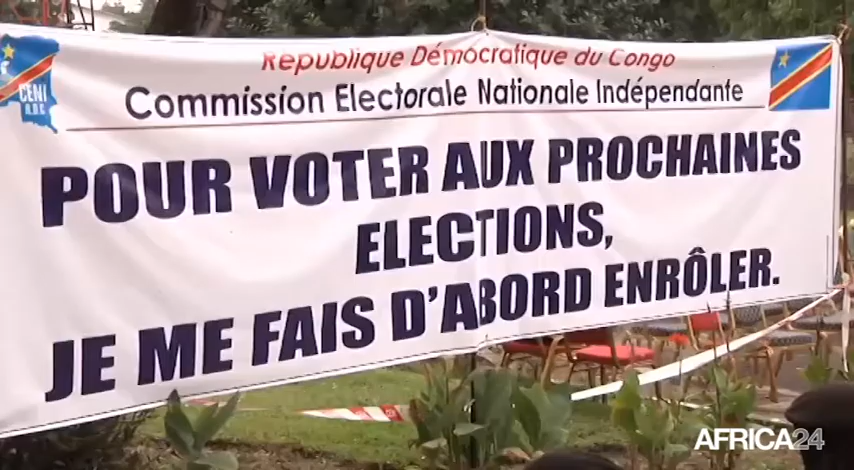 République Démocratique du Congo
CENI
R.D.C
Commission Electorale Nationale Indépendante
POUR VOTER AUX PROCHAINES
ELECTIONS,
JE ME FAIS D'ABORD ENRÔLER.
AFRICA24